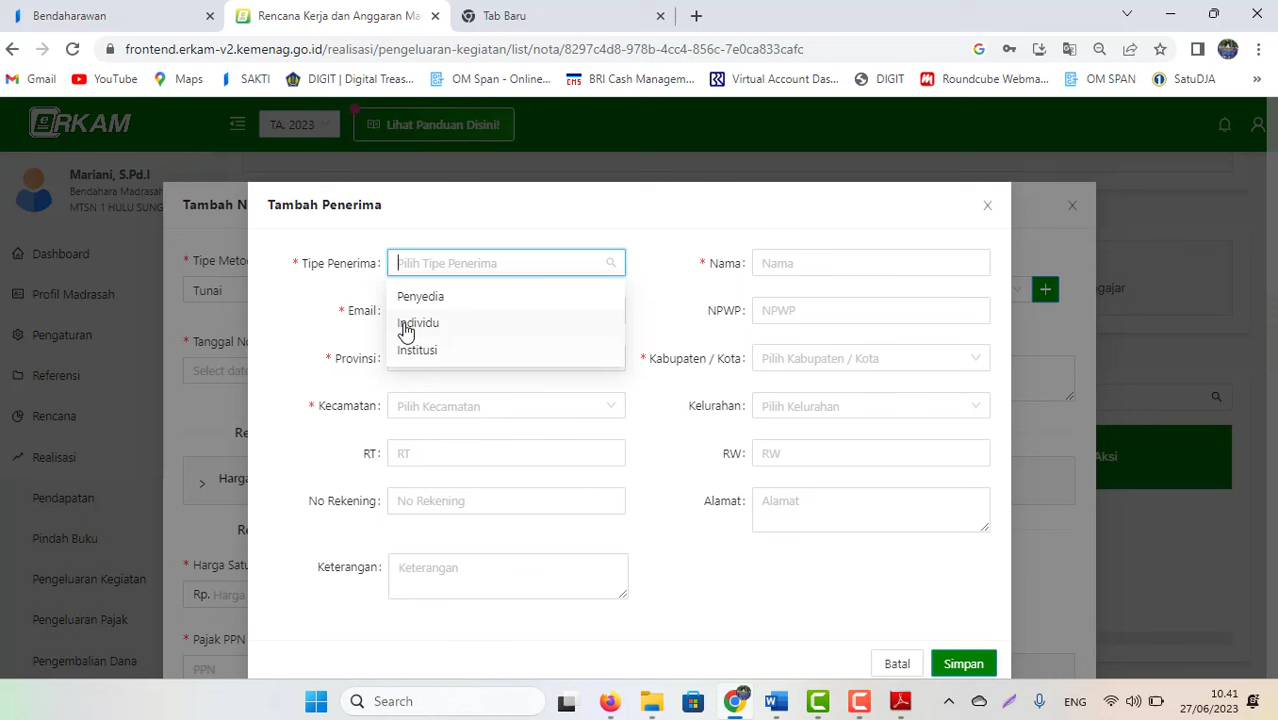 Bendaharawan
Rencana Kerja dan Anggaran Ma
Tab Baru
frontend.erkam-v2.kemenag.go.id/realisasi/pengeluaran-kegiatan/list/nota/8297c4d8-978b-4cc4-856c-7e0ca833cafc
Gmail
YouTube
Maps
SAKTI
DIGIT | Digital Treas...
OM Span - Online...
BRI Cash Managem...
Virtual Account Das...
DIGIT
Roundcube Webma...
OM SPAN
SatuDJA
eRKAM
TA. 2023
Lihat Panduan Disini!
Mariani, S.Pd.I
Bendahara Madrasah
MTSN 1 HULU SUNG
Dashboard
Profil Madrasah
Pengaturan
Referensi
Rencana
Realisasi
Pendapatan
Pindah Buku
Pengeluaran Kegiatan
Pengeluaran Pajak
Pengembalian Dana
Tambah N
* Tipe Meto
Tunai
* Tanggal No
Select date
Re
Harga
Re
* Harga Satu
Rp. Harga
* Pajak PPN
PPN
ngajar
Aksi
Tambah Penerima
* Tipe Penerima:
Pilih Tipe Penerima
* Nama:
Nama
Penyedia
Individu
Institusi
* Email:
NPWP:
NPWP
* Provinsi:
* Kabupaten / Kota:
Pilih Kabupaten / Kota
* Kecamatan:
Pilih Kecamatan
Kelurahan:
Pilih Kelurahan
RT:
RT
RW:
RW
No Rekening:
No Rekening
Alamat:
Alamat
Keterangan:
Keterangan
Batal
Simpan
Search
ENG
10.41
27/06/2023